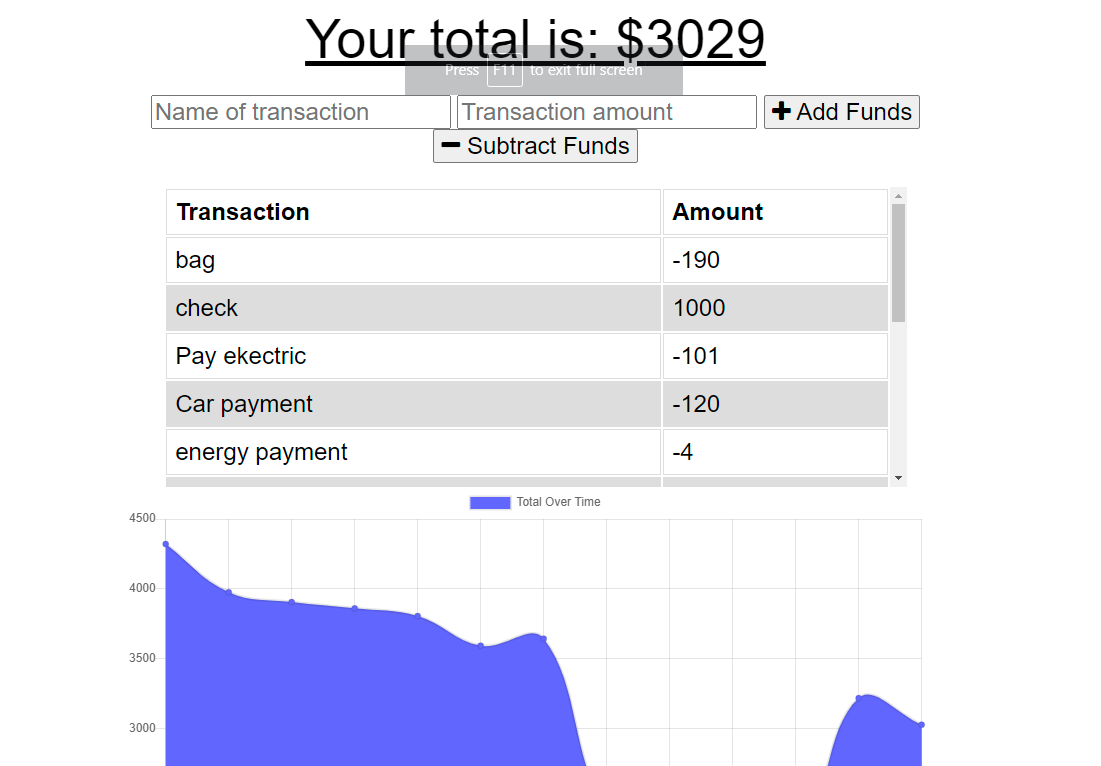 Your total is: $3029
Press F11 to exit full screen
Name of transaction Transaction amount Add Funds
Subtract Funds
Transaction Amount
bag -190
check 1000
Pay ekectric -101
Car payment -120
energy payment -4
Total Over Time
4500
4000
3500
3000